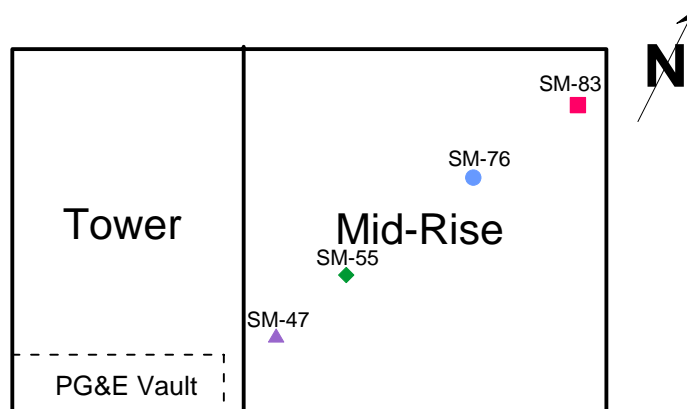 N
SM-83
SM-76
Tower
Mid-Rise
SM-55
SM-47
PG&E Vault